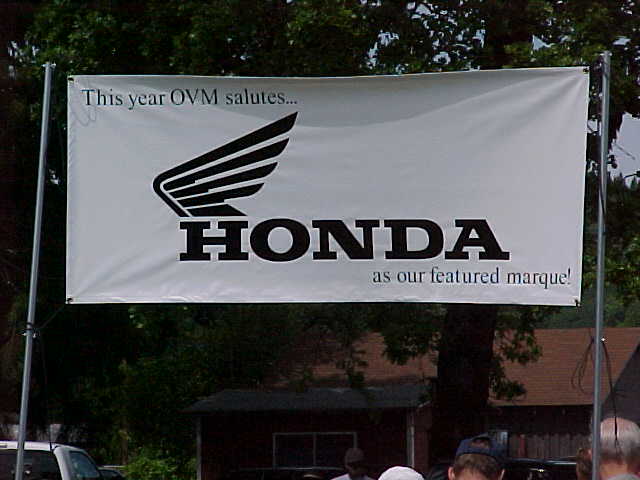 This year OVM salutes...
HONDA
as our featured marque!